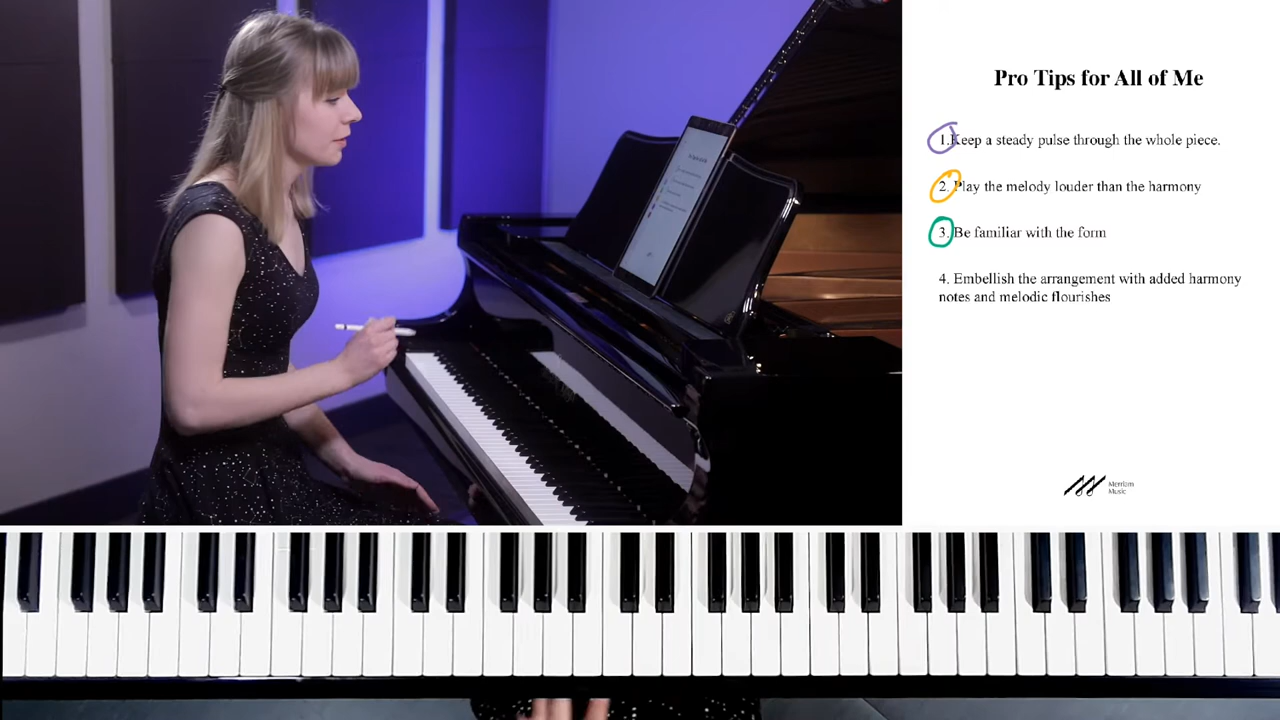 Pro Tips for All of Me
1. Keep a steady pulse through the whole piece.
2. Play the melody louder than the harmony
3. Be familiar with the form
4. Embellish the arrangement with added harmony
notes and melodic flourishes
Merriam
Music